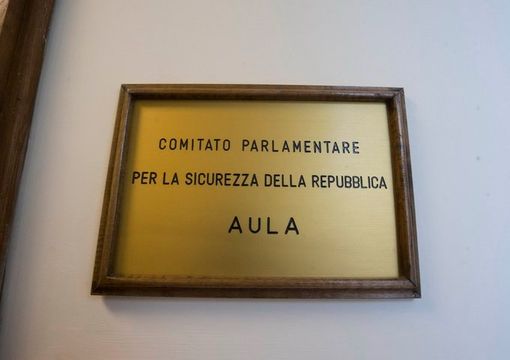 COMITATO PARLAMENTARE
PER LA SICUREZZA DELLA REPUBBLICA
AULA